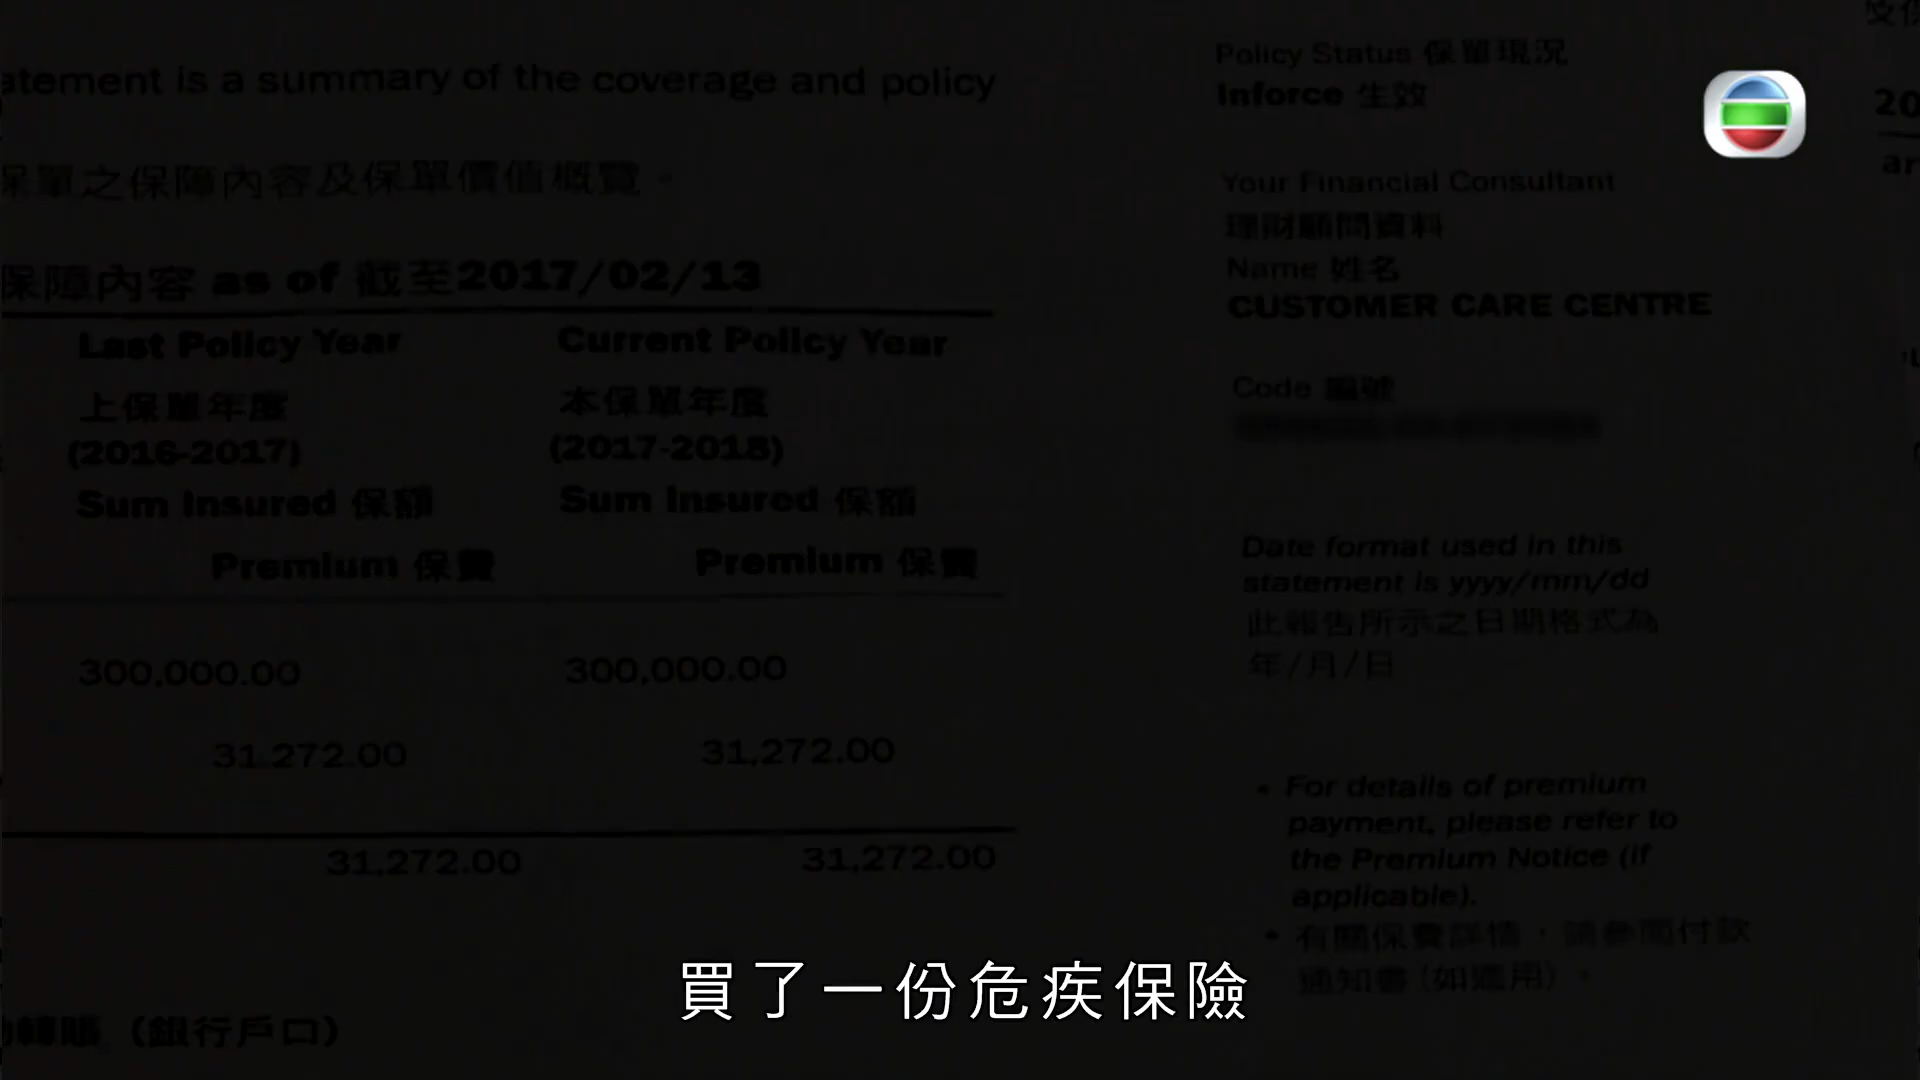 atement is a summary of the coverage and policy
保單之保障內容及保單價值概覽。
保障內容 as of 截至2017/02/13
Last Policy Year
Current Policy Year
上保單年度
本保單年度
(2016-2017)
(2017-2018)
Sum Insured 保額
Sum Insured 保額
Premium 保費
Premium 保費
300,000.00
300,000.00
31,272.00
31,272.00
31,272.00
31,272.00
轉賬（銀行戶口）
Policy Status 保單現況
Inforce 生效
Your Financial Consultant
理財顧問資料
Name 姓名
CUSTOMER CARE CENTRE
Code 編號
Date format used in this
statement is yyyy/mm/dd
此報告所示之日期格式為
年/月/日
• For details of premium
payment, please refer to
the Premium Notice (if
applicable).
• 有關保費詳情，請參閱付款
通知書(如適用)。
20
ar
買了一份危疾保險